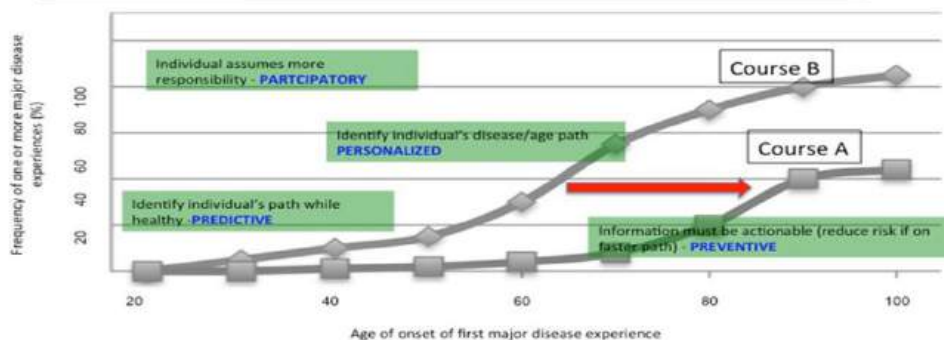 Frequency of one or more major disease
experiences (%)
100
80
60
40
20
Individual assumes more
responsibility - PARTCIPATORY
Course B
Identify individual's disease/age path
PERSONALIZED
Course A
Identify individual's path while
healthy -PREDICTIVE
Information must be actionable (reduce risk if on
faster path) - PREVENTIVE
20 40 60 80 100
Age of onset of first major disease experience